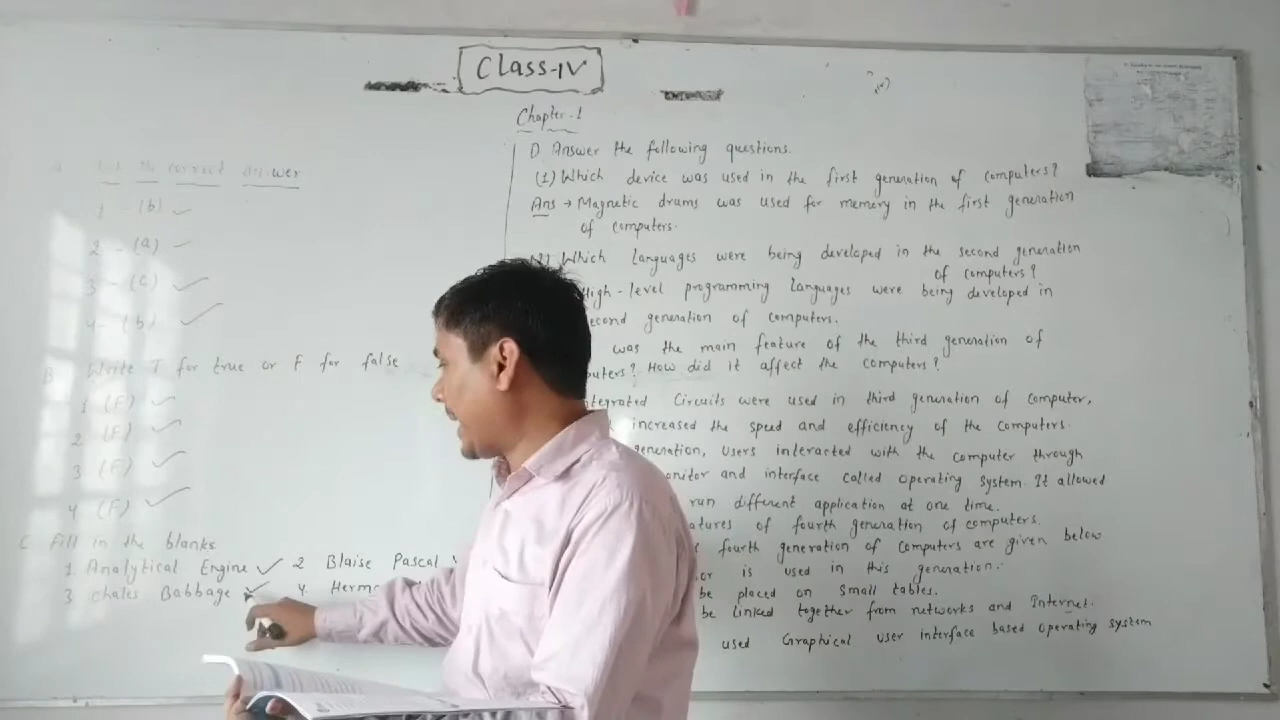 Class-IV
Chapter-1
A the correct answer
1 - (b)
2 - (a)
3 - (c)
4 - (b)
B Write T for true or F for false
1 (F)
2 (F)
3 (F)
4 (F)
C Fill in the blanks
1. Analytical Engine 2 Blaise Pascal
3 Chales Babbage 4. Herm
D Answer the following questions.
(1) Which device was used in the first generation of computers?
Ans → Magnetic drums was used for memory in the first generation
of computers.
Which languages were being developed in the second generation
of computers?
High-level programming languages were being developed in
second generation of computers.
was the main feature of the third generation of
puters? How did it affect the computers?
ntegrated Circuits were used in third generation of computer,
increased the speed and efficiency of the computers.
generation, users interacted with the computer through
onitor and interface called operating system. It allowed
run different application at one time.
atures of fourth generation of computers.
fourth generation of computers are given below
or is used in this generation.
be placed on small tables.
be linked together from networks and Internet.
used Graphical user interface based operating system